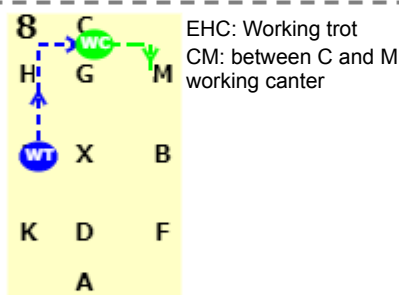 8 C
WC
H G M
WT X B
K D F
A
EHC: Working trot
CM: between C and M
working canter